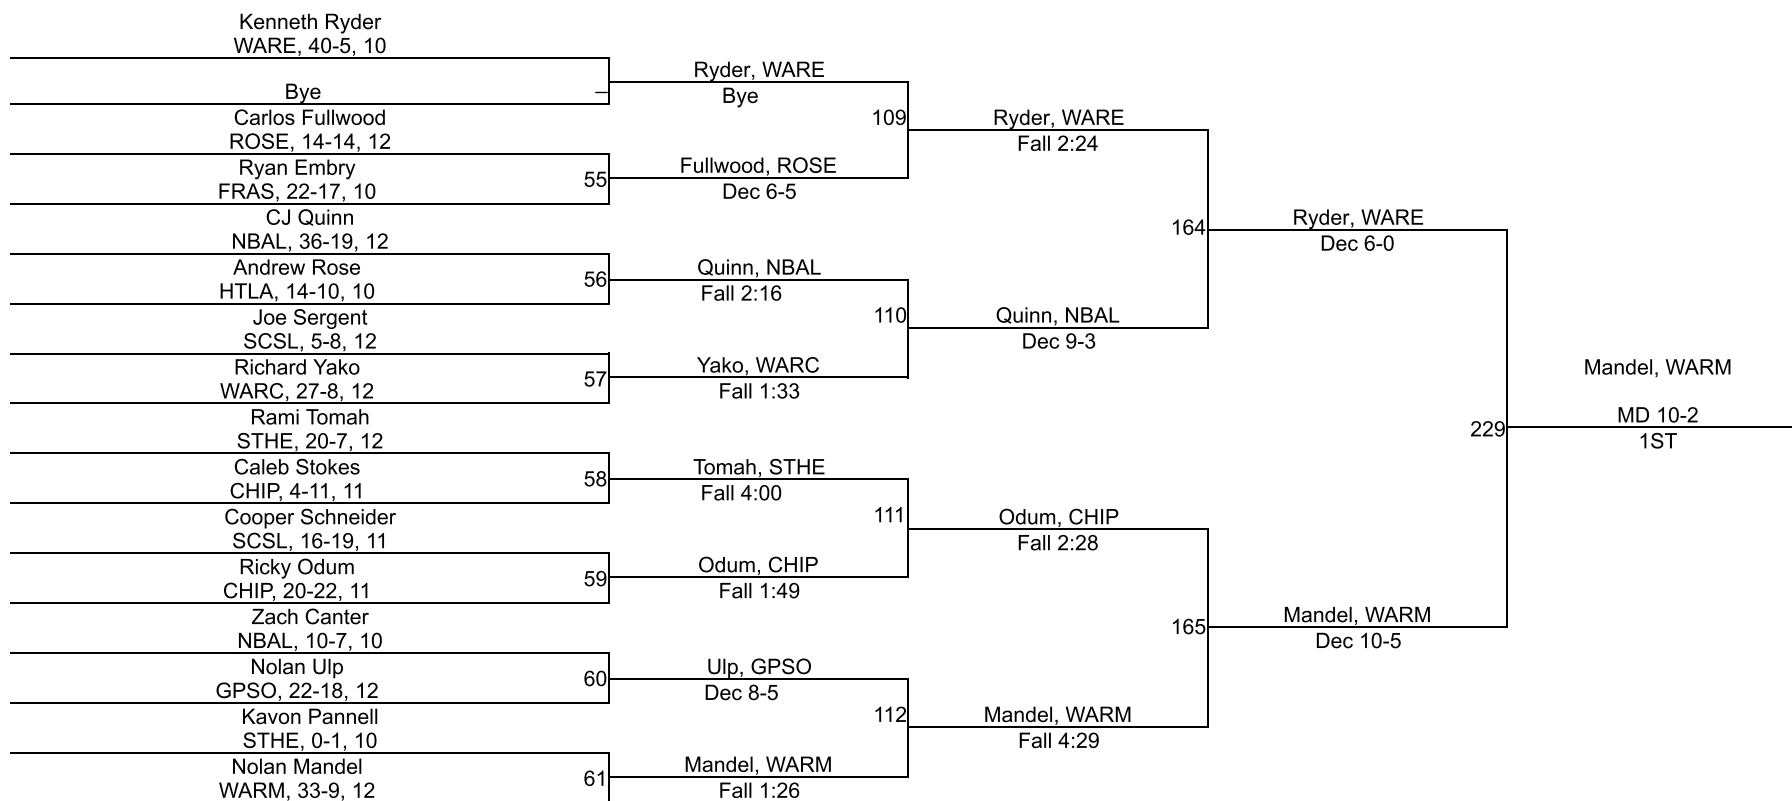 Kenneth Ryder
WARE, 40-5, 10
Bye
–
Carlos Fullwood
ROSE, 14-14, 12
Ryan Embry
FRAS, 22-17, 10
55
CJ Quinn
NBAL, 36-19, 12
Andrew Rose
HTLA, 14-10, 10
56
Joe Sergent
SCSL, 5-8, 12
Richard Yako
WARC, 27-8, 12
57
Rami Tomah
STHE, 20-7, 12
Caleb Stokes
CHIP, 4-11, 11
58
Cooper Schneider
SCSL, 16-19, 11
Ricky Odum
CHIP, 20-22, 11
59
Zach Canter
NBAL, 10-7, 10
Nolan Ulp
GPSO, 22-18, 12
60
Kavon Pannell
STHE, 0-1, 10
Nolan Mandel
WARM, 33-9, 12
61
Ryder, WARE
Bye
109
Fullwood, ROSE
Dec 6-5
Quinn, NBAL
Fall 2:16
110
Yako, WARC
Fall 1:33
Tomah, STHE
Fall 4:00
111
Odum, CHIP
Fall 1:49
Ulp, GPSO
Dec 8-5
112
Mandel, WARM
Fall 1:26
Ryder, WARE
Fall 2:24
164
Quinn, NBAL
Dec 9-3
Odum, CHIP
Fall 2:28
165
Mandel, WARM
Fall 4:29
Ryder, WARE
Dec 6-0
229
Mandel, WARM
Dec 10-5
Mandel, WARM
MD 10-2
1ST